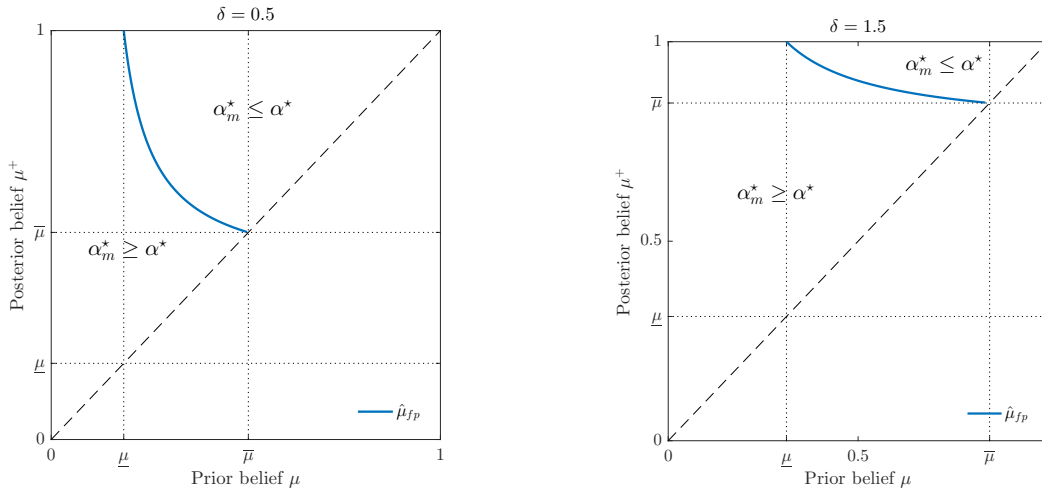 δ = 0.5
1
α*ₘ ≤ α*
Posterior belief μ⁺
μ̅
α*ₘ ≥ α*
μ̲
μ̂_{fp}
0
0 μ̲ μ̅ 1
Prior belief μ
δ = 1.5
1
α*ₘ ≤ α*
μ̅
Posterior belief μ⁺
α*ₘ ≥ α*
0.5
μ̲
μ̂_{fp}
0
0 μ̲ 0.5 μ̅
Prior belief μ